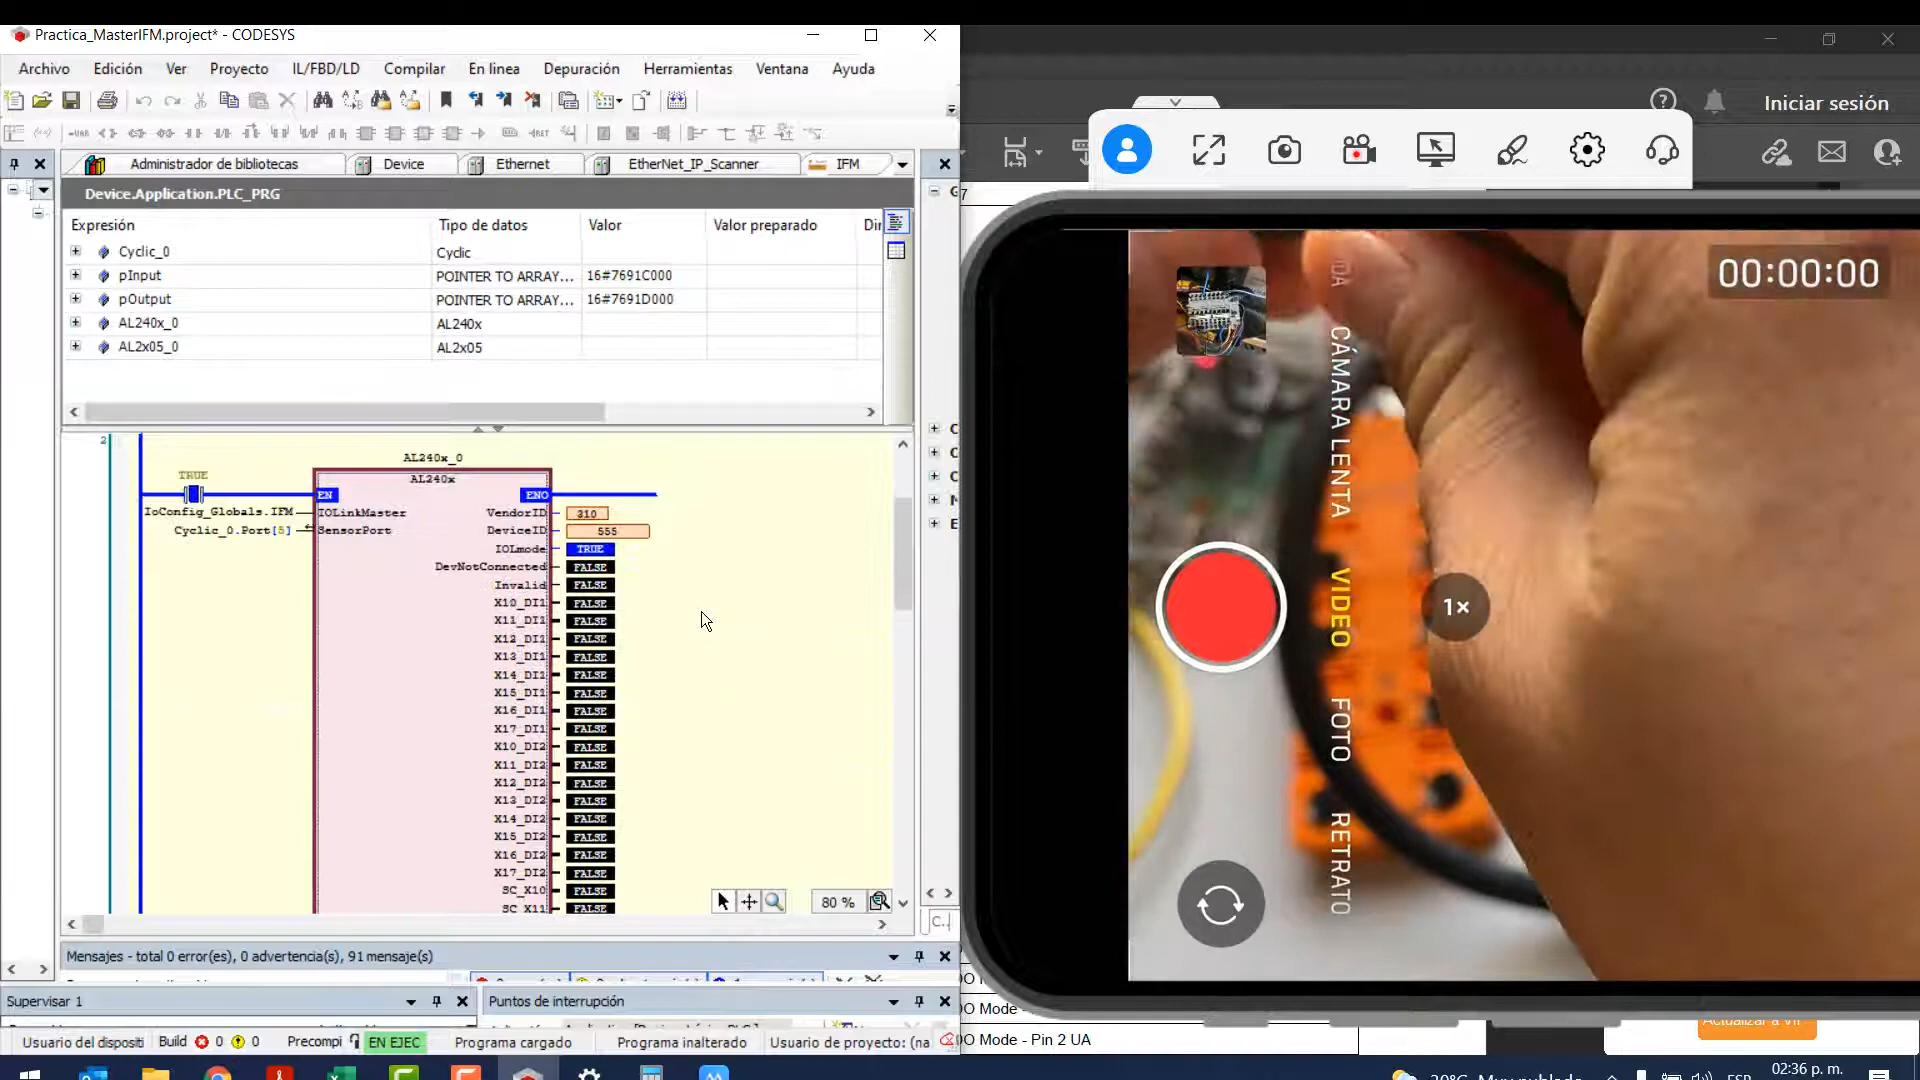 Practica_MasterIFM.project* - CODESYS
Archivo Edición Ver Proyecto IL/FBD/LD Compilar En linea Depuración Herramientas Ventana Ayuda
Administrador de bibliotecas Device Ethernet EtherNet_IP_Scanner IFM
Device.Application.PLC_PRG
Expresión Tipo de datos Valor Valor preparado Dir
Cyclic_0 Cyclic
pInput POINTER TO ARRAY... 16#7691C000
pOutput POINTER TO ARRAY... 16#7691D000
AL240x_0 AL240x
AL2x05_0 AL2x05
2
AL240x_0
TRUE AL240x
EN ENO
IoConfig_Globals.IFM IOLinkMaster VendorID 310
Cyclic_0.Port[5] SensorPort DeviceID 555
IOLmode TRUE
DevNotConnected FALSE
Invalid FALSE
X10_DI1 FALSE
X11_DI1 FALSE
X12_DI1 FALSE
X13_DI1 FALSE
X14_DI1 FALSE
X15_DI1 FALSE
X16_DI1 FALSE
X17_DI1 FALSE
X10_DI2 FALSE
X11_DI2 FALSE
X12_DI2 FALSE
X13_DI2 FALSE
X14_DI2 FALSE
X15_DI2 FALSE
X16_DI2 FALSE
X17_DI2 FALSE
SC_X10 FALSE
SC_X11 FALSE
80 %
Mensajes - total 0 error(es), 0 advertencia(s), 91 mensaje(s)
Supervisar 1 Puntos de interrupción
Usuario del dispositi Build 0 0 Precompi EN EJEC Programa cargado Programa inalterado Usuario de proyecto: (na
Iniciar sesión
7
00:00:00
CÁMARA LENTA
VIDEO
FOTO
RETRATO
1×
DO Mode - Pin 2 UA
02:36 p. m.